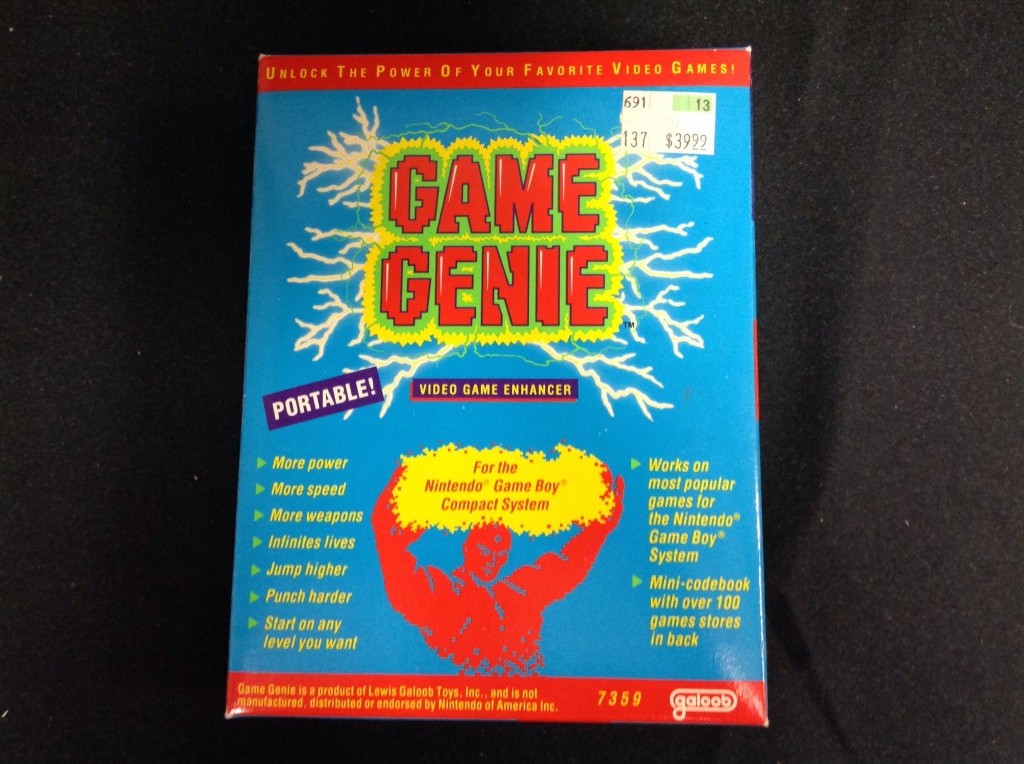 UNLOCK THE POWER OF YOUR FAVORITE VIDEO GAMES!
691 13
137 $39.99
GAME
GENIE™
PORTABLE!
VIDEO GAME ENHANCER
For the
Nintendo® Game Boy®
Compact System
More power
More speed
More weapons
Infinites lives
Jump higher
Punch harder
Start on any
level you want
Works on
most popular
games for
the Nintendo®
Game Boy®
System
Mini-codebook
with over 100
games stores
in back
Game Genie is a product of Lewis Galoob Toys, Inc., and is not
manufactured, distributed or endorsed by Nintendo of America Inc.
7359
galoob